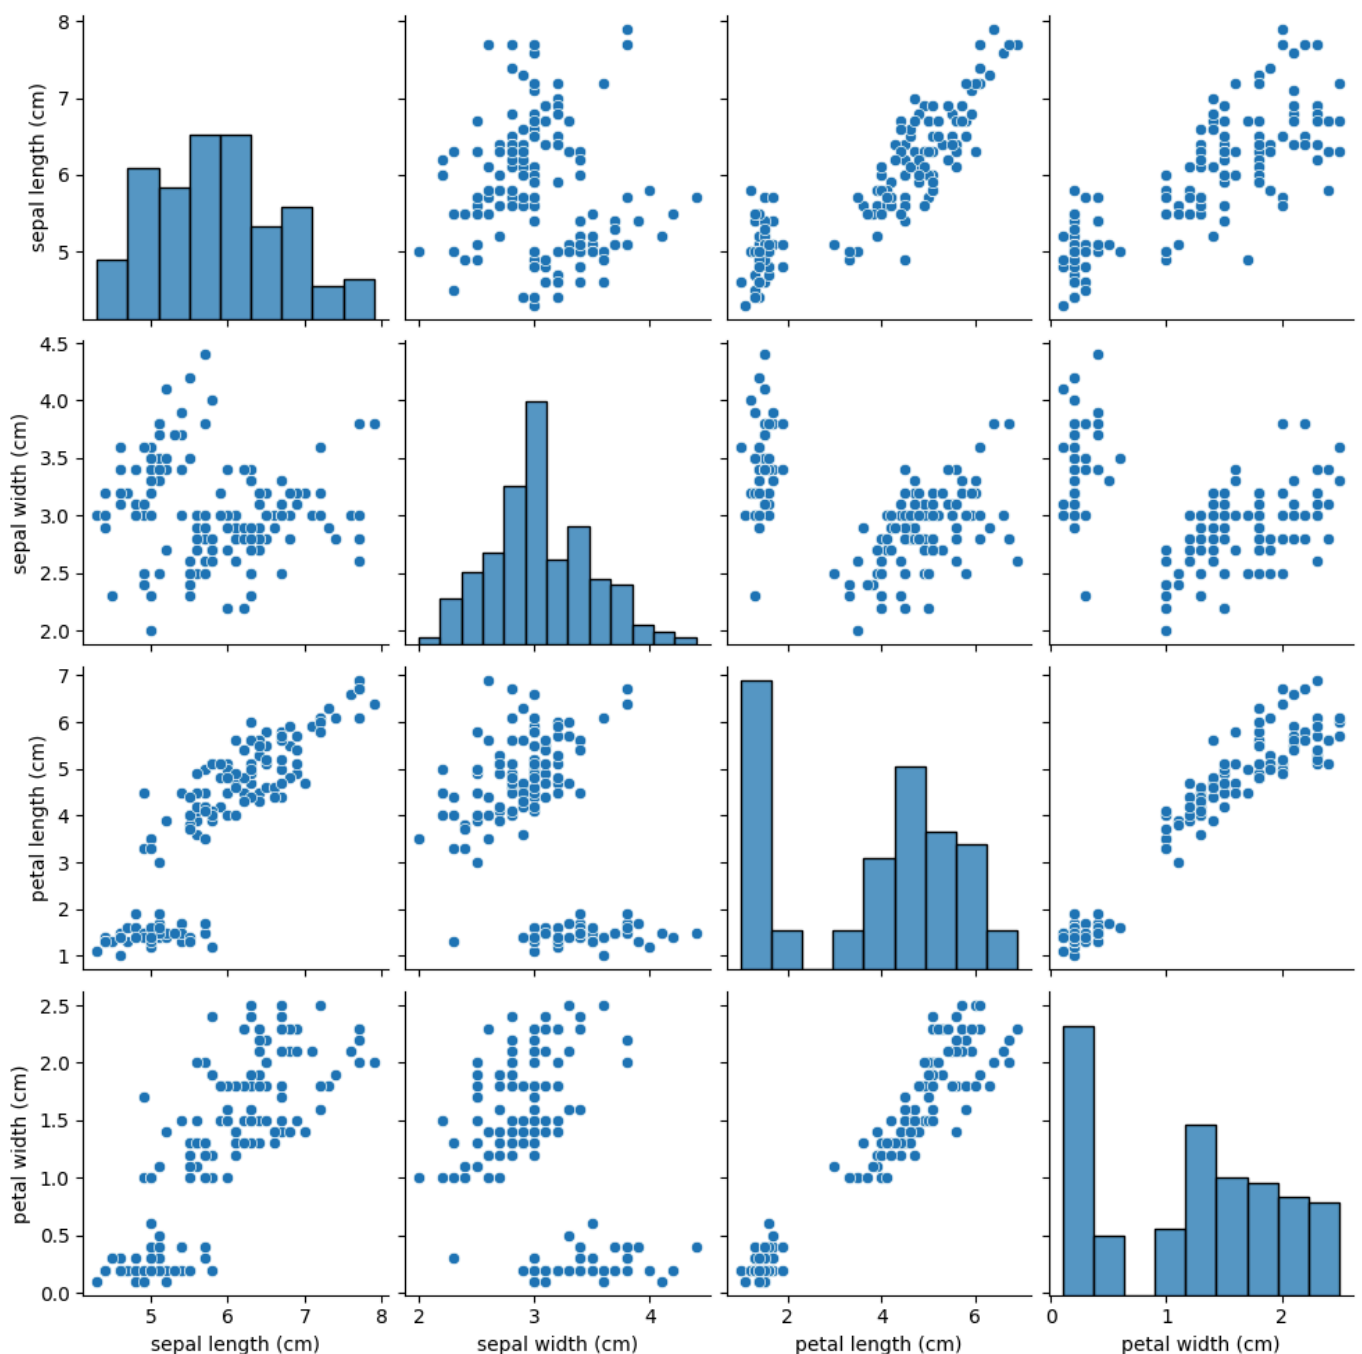 8
7
6
5
sepal length (cm)
4.5
4.0
3.5
3.0
2.5
2.0
sepal width (cm)
7
6
5
4
3
2
1
petal length (cm)
2.5
2.0
1.5
1.0
0.5
0.0
petal width (cm)
5 6 7 8
2 3 4
2 4 6
0 1 2
sepal length (cm)
sepal width (cm)
petal length (cm)
petal width (cm)